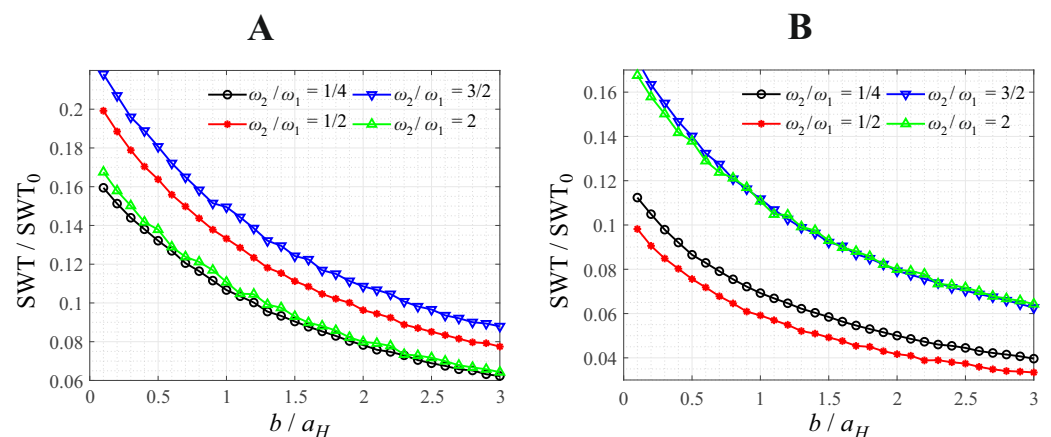 A
ω₂ / ω₁ = 1/4
ω₂ / ω₁ = 3/2
ω₂ / ω₁ = 1/2
ω₂ / ω₁ = 2
SWT / SWT₀
0.2
0.18
0.16
0.14
0.12
0.1
0.08
0.06
0 0.5 1 1.5 2 2.5 3
b / a_H
B
ω₂ / ω₁ = 1/4
ω₂ / ω₁ = 3/2
ω₂ / ω₁ = 1/2
ω₂ / ω₁ = 2
SWT / SWT₀
0.16
0.14
0.12
0.1
0.08
0.06
0.04
0 0.5 1 1.5 2 2.5 3
b / a_H